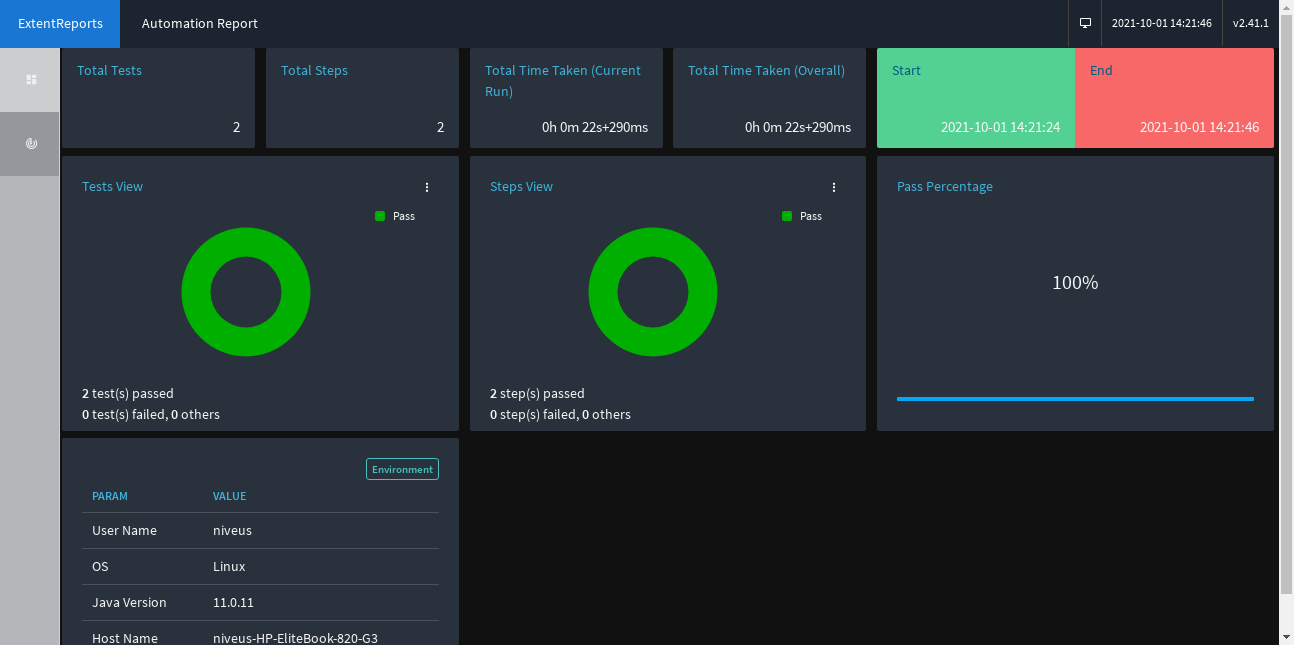 ExtentReports
Automation Report
2021-10-01 14:21:46
v2.41.1
Total Tests
2
Total Steps
2
Total Time Taken (Current
Run)
0h 0m 22s+290ms
Total Time Taken (Overall)
0h 0m 22s+290ms
Start
2021-10-01 14:21:24
End
2021-10-01 14:21:46
Tests View
Pass
2 test(s) passed
0 test(s) failed, 0 others
Steps View
Pass
2 step(s) passed
0 step(s) failed, 0 others
Pass Percentage
100%
Environment
PARAM VALUE
User Name niveus
OS Linux
Java Version 11.0.11
Host Name niveus-HP-EliteBook-820-G3